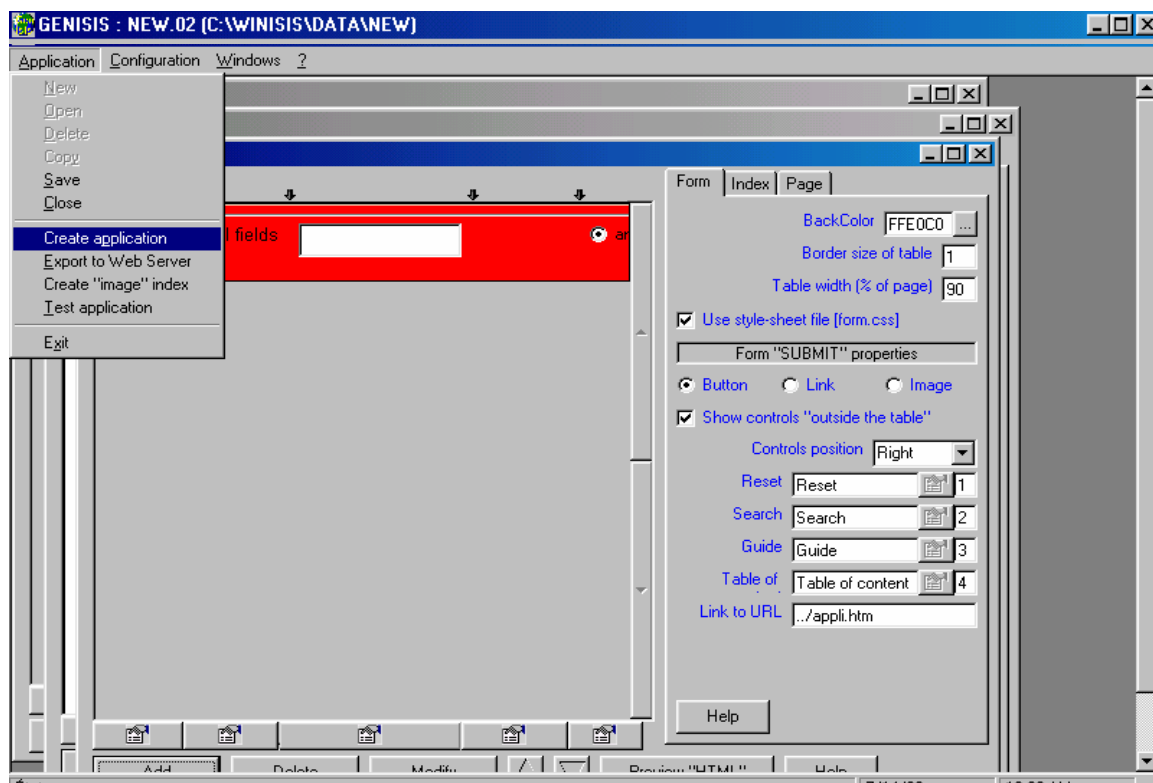 GENISIS : NEW.02 (C:\WINISIS\DATA\NEW)
Application Configuration Windows ?
New
Open
Delete
Copy
Save
Close
Create application
Export to Web Server
Create "image" index
Test application
Exit
fields
Form Index Page
BackColor FFE0C0 ...
Border size of table 1
Table width (% of page) 90
Use style-sheet file [form.css]
Form "SUBMIT" properties
Button Link Image
Show controls "outside the table"
Controls position Right
Reset Reset 1
Search Search 2
Guide Guide 3
Table of Table of content 4
Link to URL ../appli.htm
Help
Add Delete Modify Preview "HTML" Help